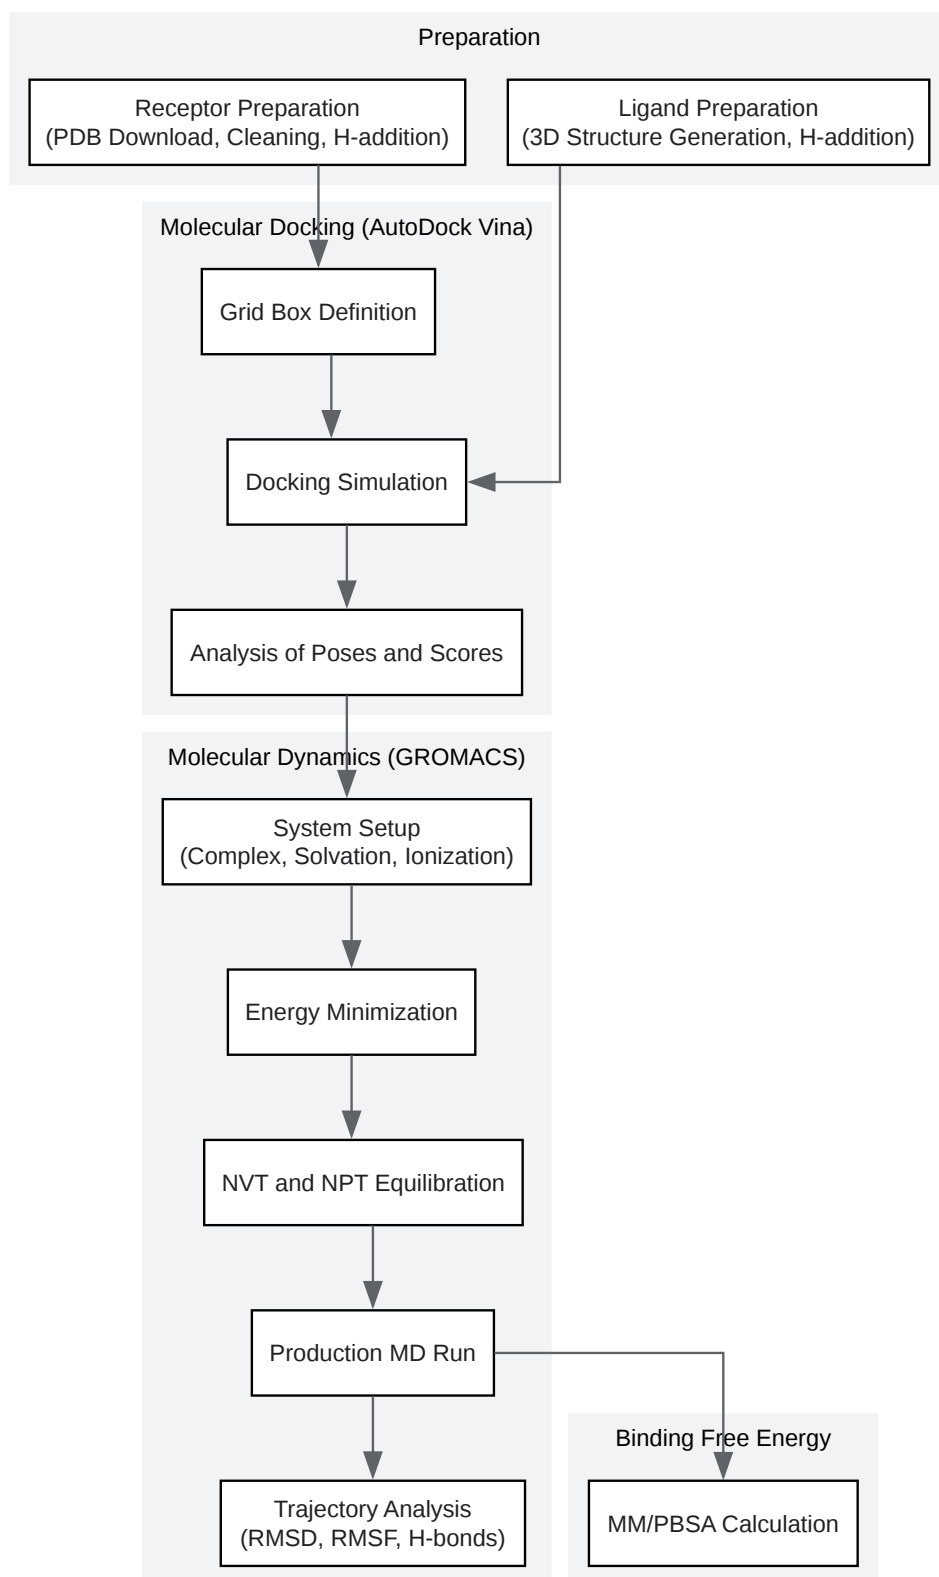 Preparation
Receptor Preparation
(PDB Download, Cleaning, H-addition)
Ligand Preparation
(3D Structure Generation, H-addition)
Molecular Docking (AutoDock Vina)
Grid Box Definition
Docking Simulation
Analysis of Poses and Scores
Molecular Dynamics (GROMACS)
System Setup
(Complex, Solvation, Ionization)
Energy Minimization
NVT and NPT Equilibration
Production MD Run
Trajectory Analysis
(RMSD, RMSF, H-bonds)
Binding Free Energy
MM/PBSA Calculation